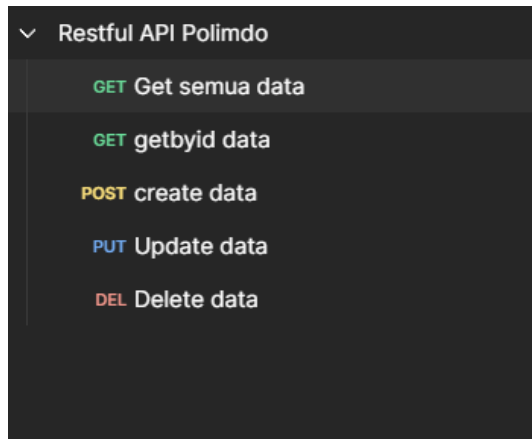 Restful API Polimdo
GET Get semua data
GET getbyid data
POST create data
PUT Update data
DEL Delete data